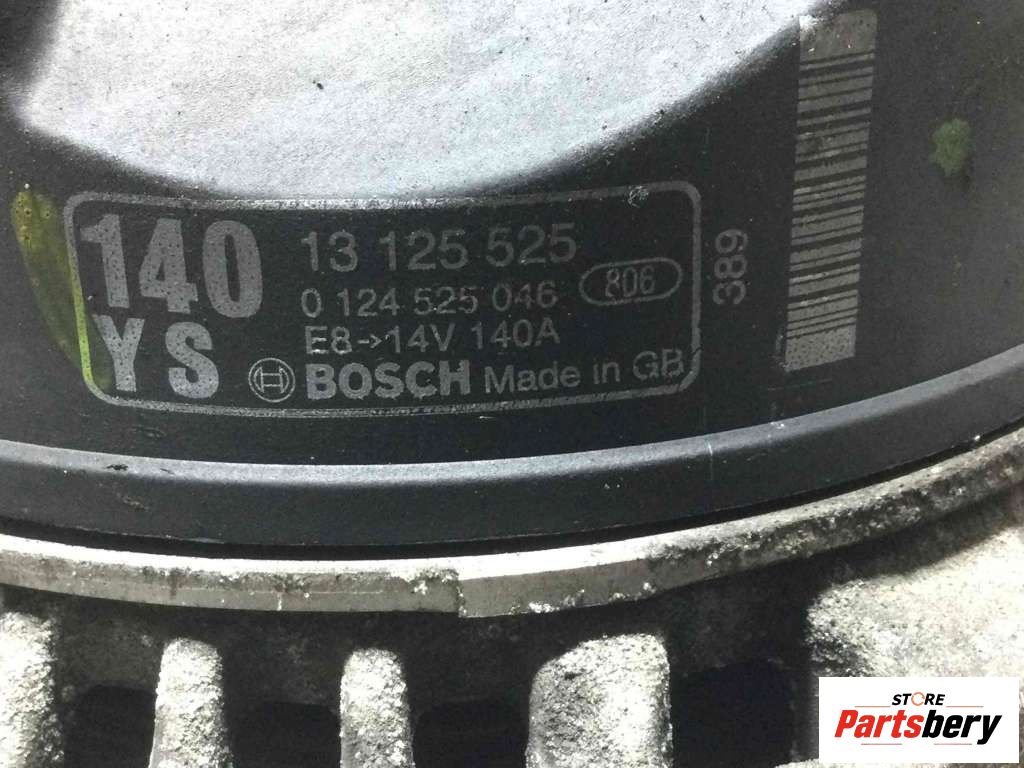 140
YS
13 125 525
0 124 525 046
806
E8->14V 140A
BOSCH Made in GB
389
STORE
Partsbery